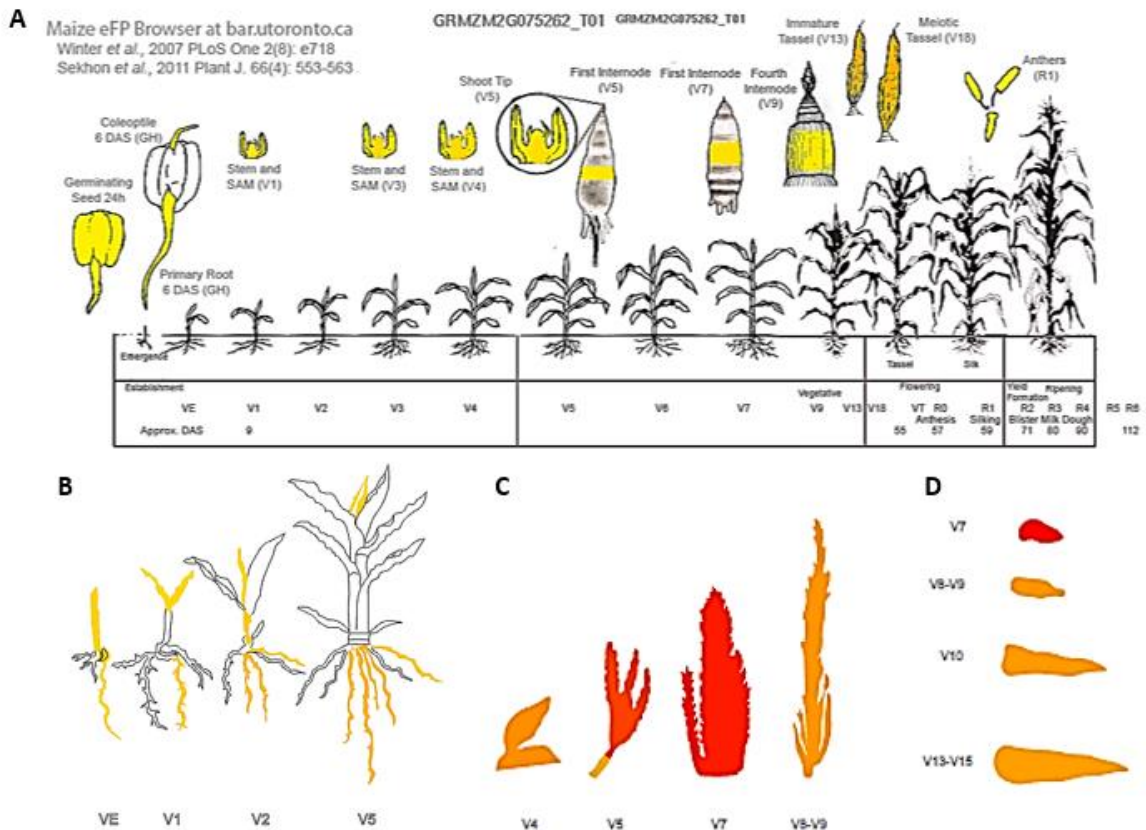 A
Maize eFP Browser at bar.utoronto.ca
Winter et al., 2007 PLoS One 2(8): e718
Sekhon et al., 2011 Plant J. 66(4): 553-563
GRMZM2G075262_T01 GRMZM2G075262_T01
Coleoptile
6 DAS (GH)
Germinating
Seed 24h
Primary Root
6 DAS (GH)
Stem and
SAM (V1)
Stem and
SAM (V3)
Stem and
SAM (V4)
Shoot Tip
(V5)
First Internode
(V5)
First Internode
(V7)
Fourth
Internode
(V9)
Immature
Tassel (V13)
Meiotic
Tassel (V18)
Anthers
(R1)
Emergence
Tassel
Silk
Establishment
Vegetative
Flowering
Yield
Formation
Ripening
VE V1 V2 V3 V4 V5 V6 V7 V9 V13 V18 VT R0 R1 R2 R3 R4 R5 R6
Anthesis Silking Blister Milk Dough
Approx. DAS 9 55 57 59 71 80 90 112
B
VE V1 V2 V5
C
V4 V5 V7 V8-V9
D
V7
V8-V9
V10
V13-V15